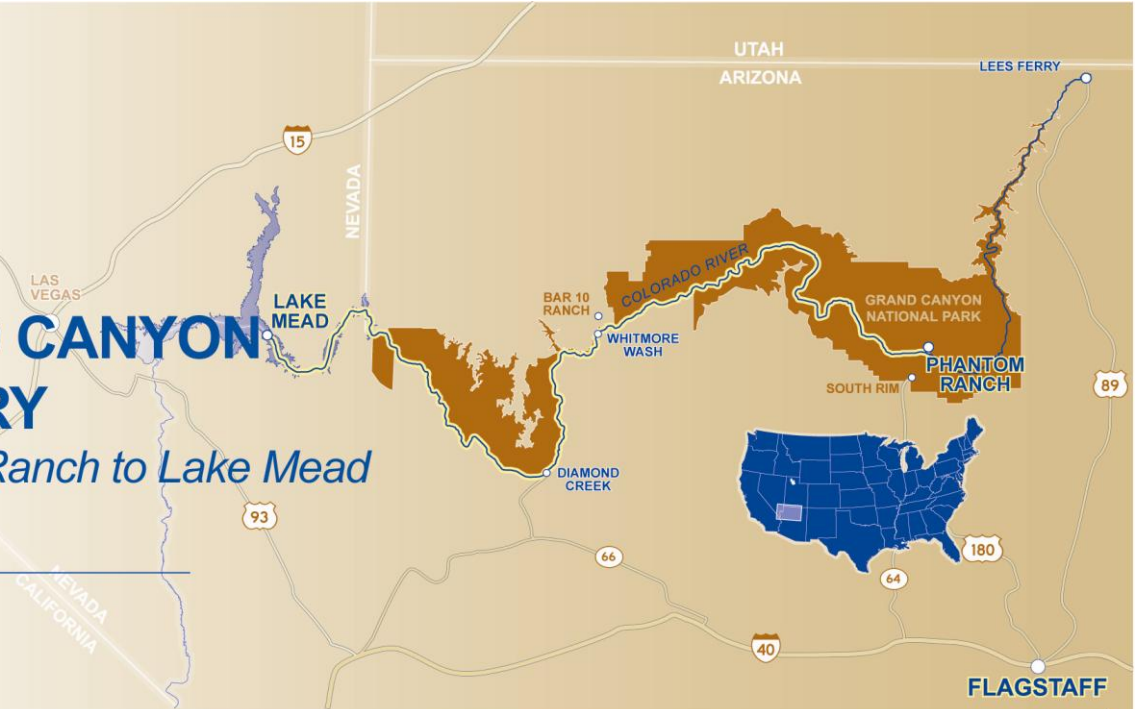 UTAH
ARIZONA
LEES FERRY
15
NEVADA
LAS
VEGAS
LAKE
MEAD
BAR 10
RANCH
COLORADO RIVER
WHITMORE
WASH
GRAND CANYON
NATIONAL PARK
PHANTOM
RANCH
SOUTH RIM
89
CANYON
RY
Ranch to Lake Mead
DIAMOND
CREEK
93
66
180
64
NEVADA
CALIFORNIA
40
FLAGSTAFF